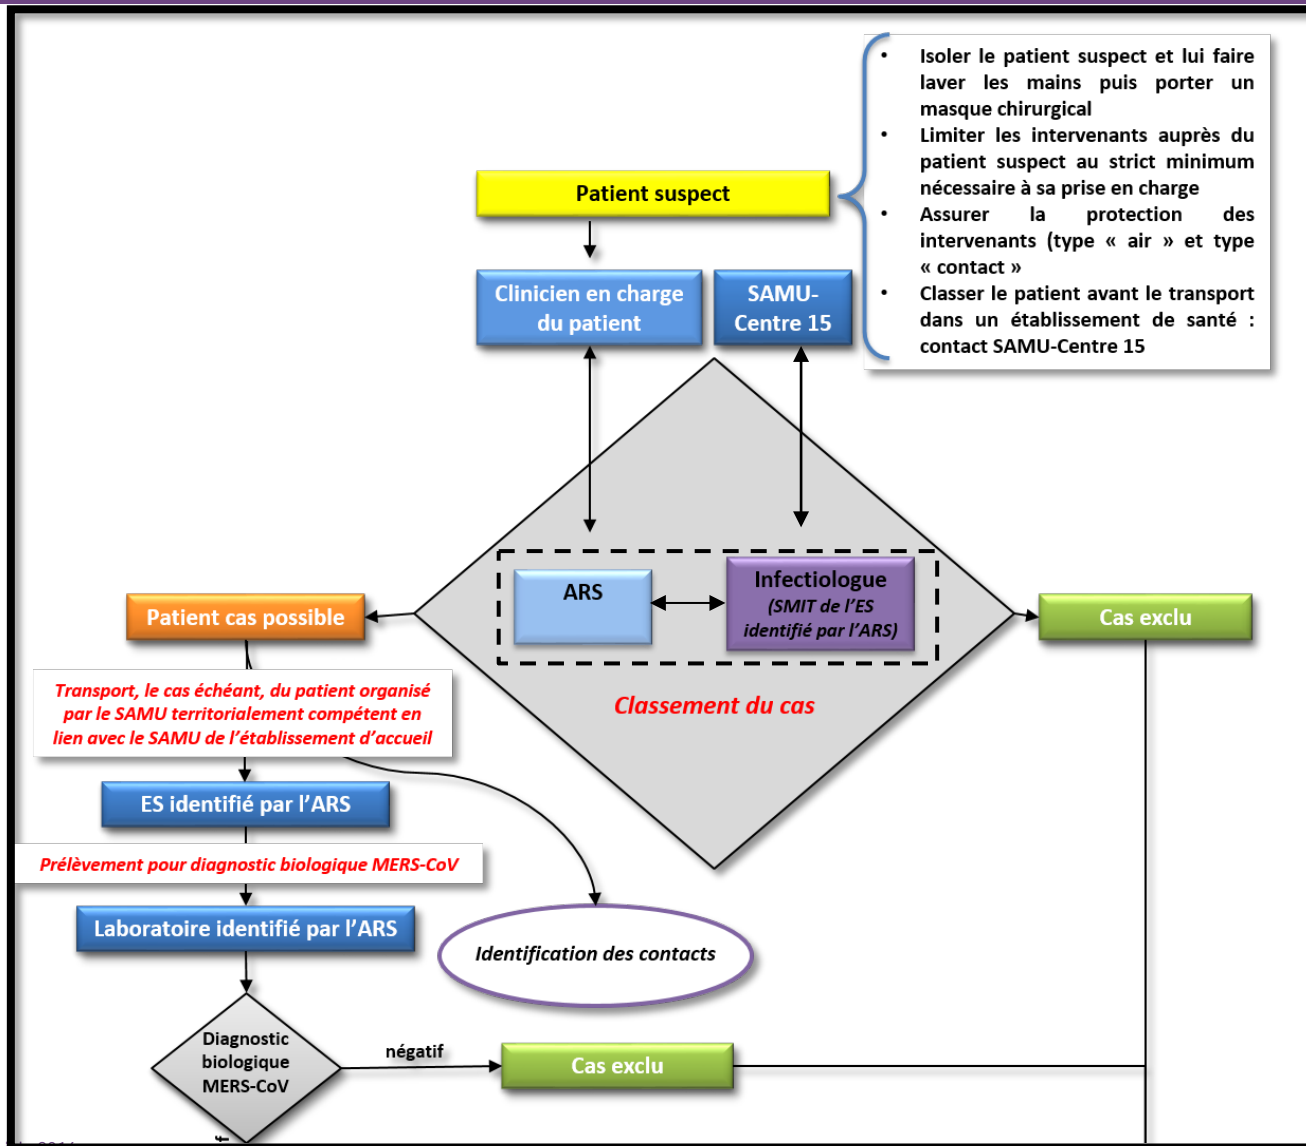 • Isoler le patient suspect et lui faire
laver les mains puis porter un
masque chirurgical
• Limiter les intervenants auprès du
patient suspect au strict minimum
nécessaire à sa prise en charge
• Assurer la protection des
intervenants (type « air » et type
« contact »
• Classer le patient avant le transport
dans un établissement de santé :
contact SAMU-Centre 15
Patient suspect
Clinicien en charge
du patient
SAMU-
Centre 15
ARS
Infectiologue
(SMIT de l'ES
identifié par l'ARS)
Classement du cas
Patient cas possible
Cas exclu
Transport, le cas échéant, du patient organisé
par le SAMU territorialement compétent en
lien avec le SAMU de l'établissement d'accueil
ES identifié par l'ARS
Prélèvement pour diagnostic biologique MERS-CoV
Laboratoire identifié par l'ARS
Identification des contacts
Diagnostic
biologique
MERS-CoV
négatif
Cas exclu